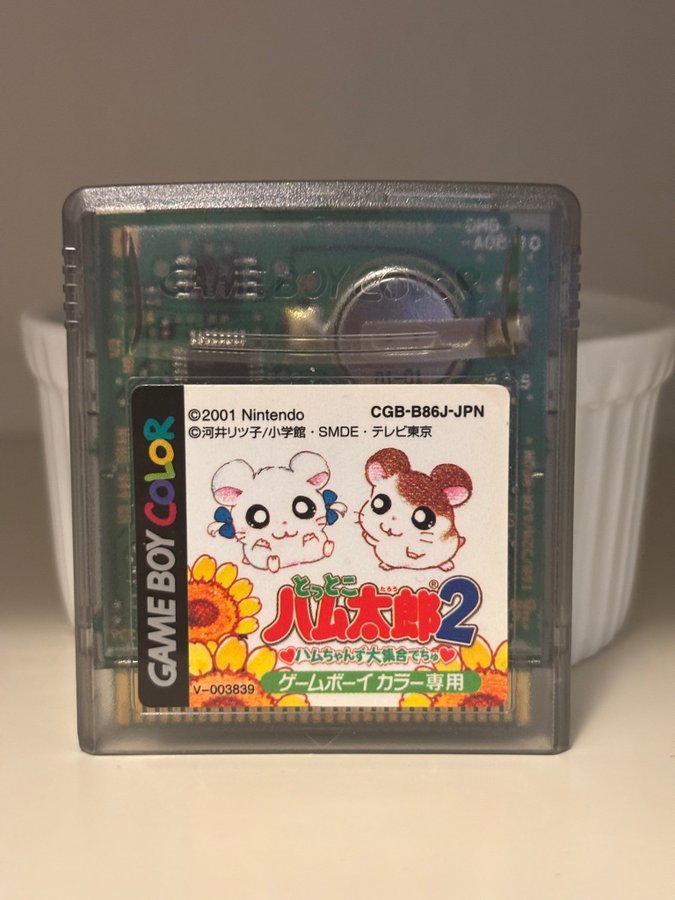 GAME BOY COLOR
GAME BOY COLOR
©2001 Nintendo
CGB-B86J-JPN
©河井リツ子/小学館・SMDE・テレビ東京
とっとこ
ハム太郎®2
たろう
♥ハムちゃんず大集合でちゅ♥
ゲームボーイ カラー専用
V-003839